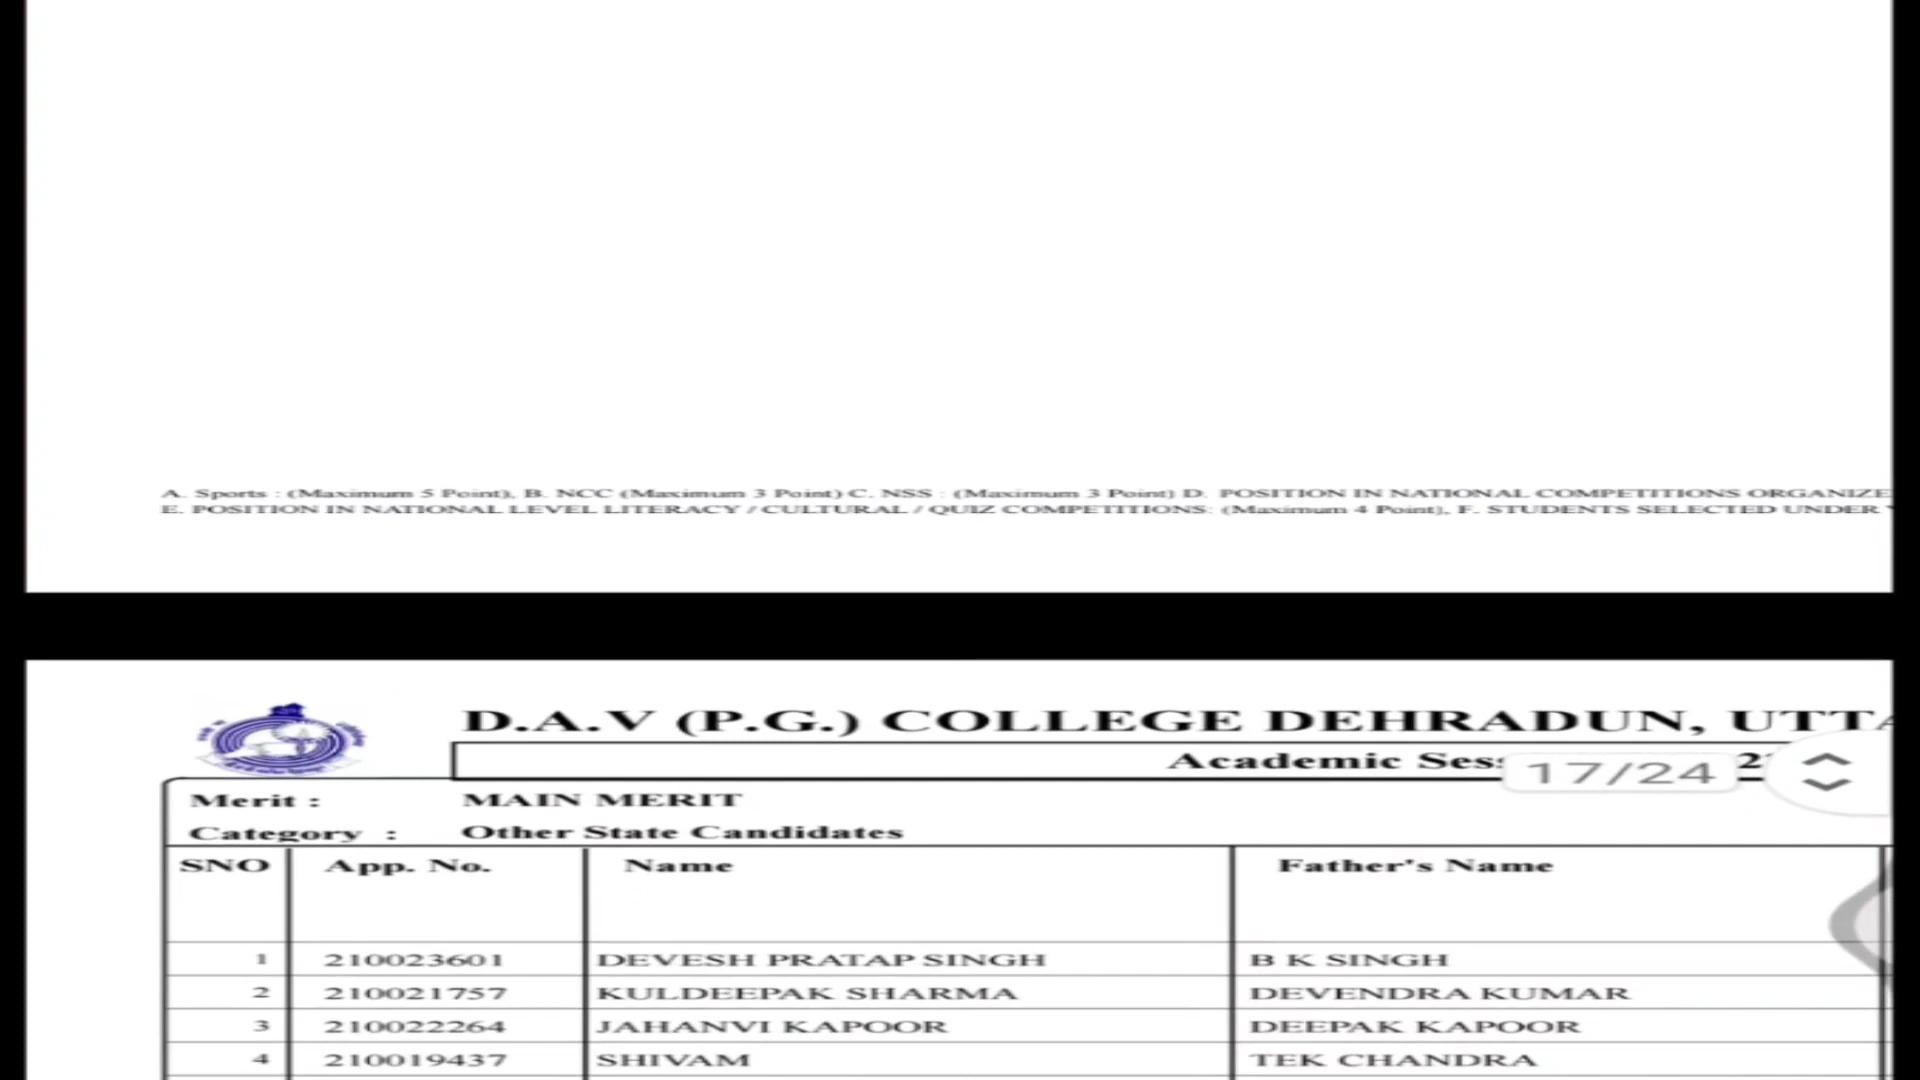 A. Sports : (Maximum 5 Point), B. NCC (Maximum 3 Point) C. NSS : (Maximum 3 Point) D. POSITION IN NATIONAL COMPETITIONS ORGANIZE
E. POSITION IN NATIONAL LEVEL LITERACY / CULTURAL / QUIZ COMPETITIONS: (Maximum 4 Point), F. STUDENTS SELECTED UNDER
D.A.V (P.G.) COLLEGE DEHRADUN, UTTA
Academic Sess
17/24
Merit : MAIN MERIT
Category : Other State Candidates
SNO App. No. Name Father's Name
1 210023601 DEVESH PRATAP SINGH B K SINGH
2 210021757 KULDEEPAK SHARMA DEVENDRA KUMAR
3 210022264 JAHANVI KAPOOR DEEPAK KAPOOR
4 210019437 SHIVAM TEK CHANDRA